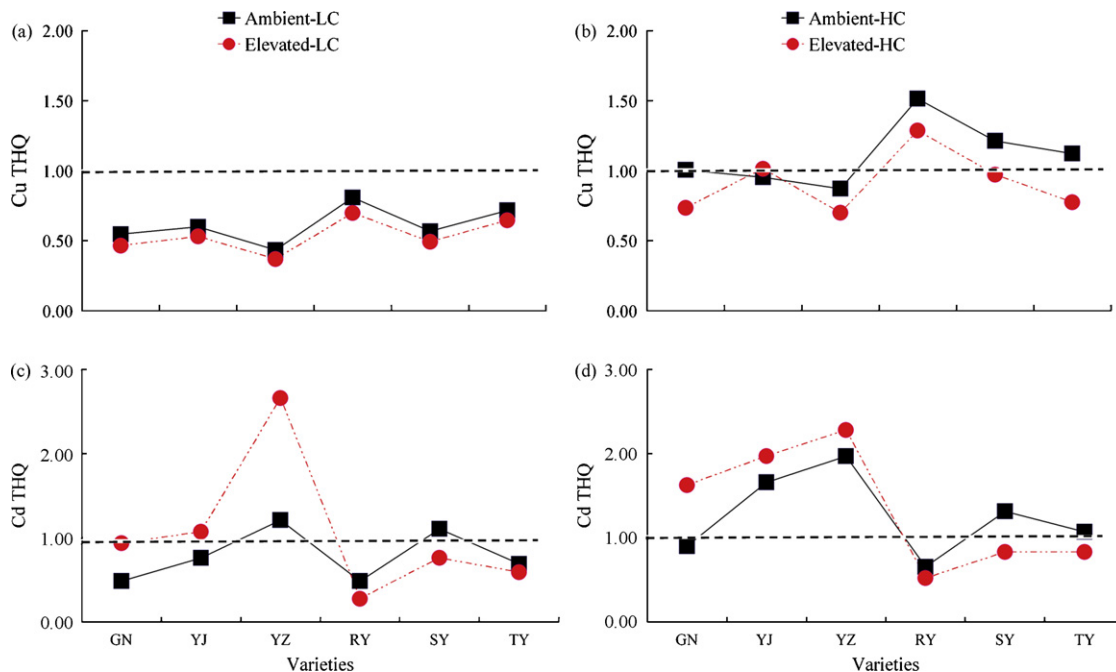 (a)
Ambient-LC
Elevated-LC
2.00
1.50
1.00
0.50
0.00
Cu THQ
(b)
Ambient-HC
Elevated-HC
2.00
1.50
1.00
0.50
0.00
Cu THQ
(c)
3.00
2.00
1.00
0.00
Cd THQ
GN YJ YZ RY SY TY
Varieties
(d)
3.00
2.00
1.00
0.00
Cd THQ
GN YJ YZ RY SY TY
Varieties